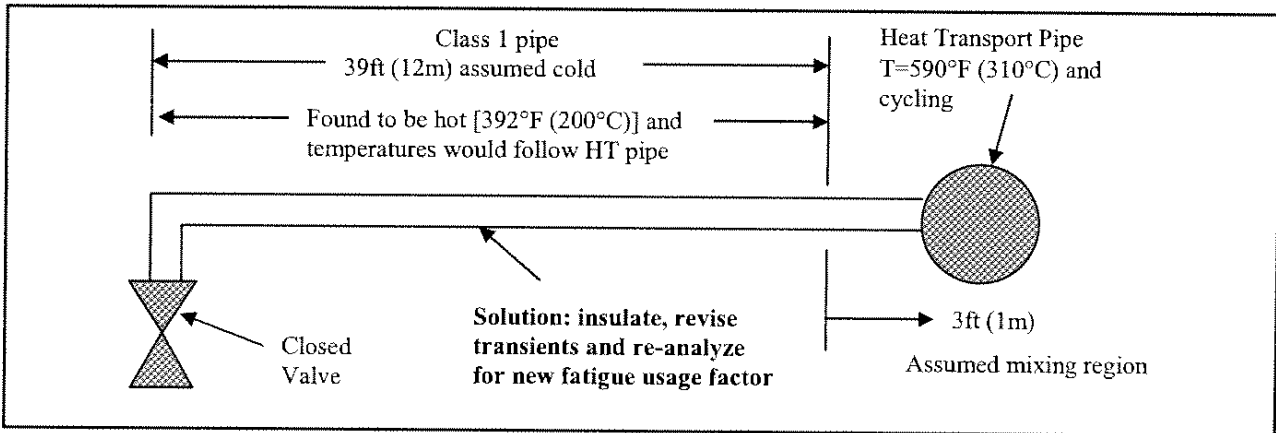 Class 1 pipe
39ft (12m) assumed cold
Found to be hot [392°F (200°C)] and
temperatures would follow HT pipe
Heat Transport Pipe
T=590°F (310°C) and
cycling
Closed
Valve
Solution: insulate, revise
transients and re-analyze
for new fatigue usage factor
3ft (1m)
Assumed mixing region